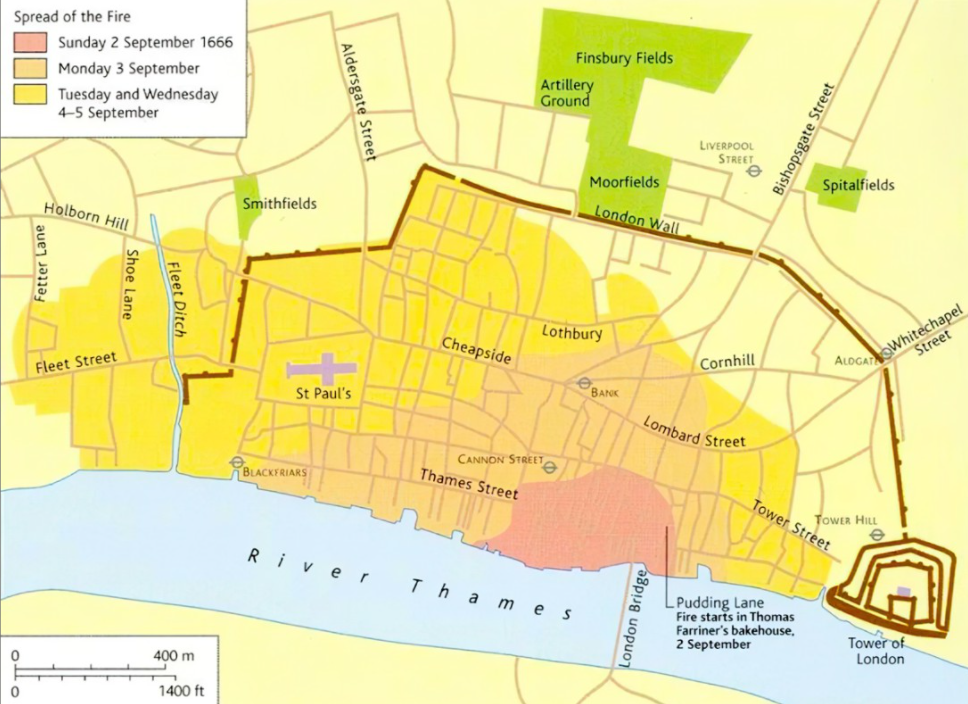 Spread of the Fire
Sunday 2 September 1666
Monday 3 September
Tuesday and Wednesday
4–5 September
Aldersgate Street
Finsbury Fields
Artillery
Ground
Bishopsgate Street
LIVERPOOL
STREET
Moorfields
Spitalfields
Smithfields
Holborn Hill
London Wall
Fetter Lane
Shoe Lane
Fleet Ditch
Whitechapel
Street
Lothbury
Cheapside
Cornhill
ALDGATE
Fleet Street
St Paul's
BANK
Lombard Street
CANNON STREET
BLACKFRIARS
Thames Street
Tower Street
TOWER HILL
River Thames
London Bridge
Pudding Lane
Fire starts in Thomas
Farriner's bakehouse,
2 September
Tower of
London
0 400 m
0 1400 ft